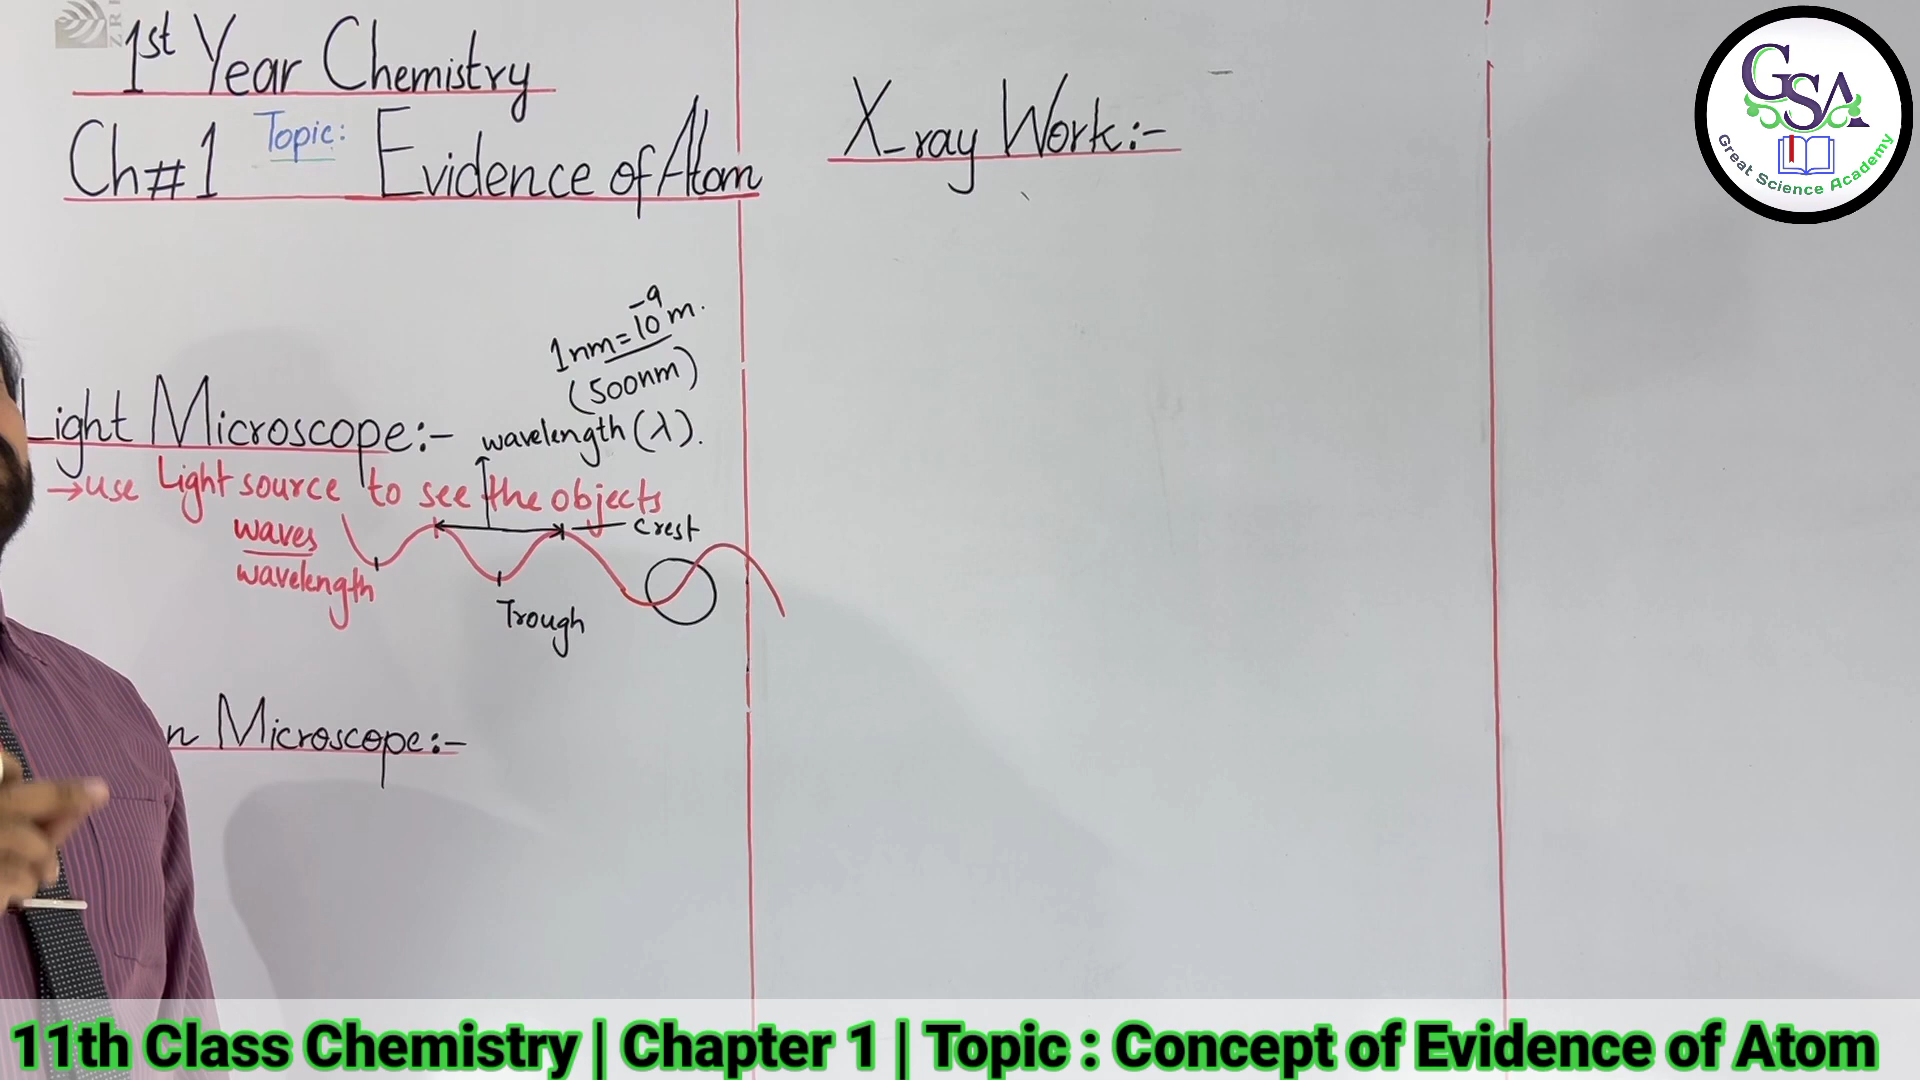 1st Year Chemistry
Ch#1 Topic: Evidence of Atom
1nm=10⁻⁹m.
(500nm)
Light Microscope:-
wavelength (λ).
→use Light source to see the objects
waves
crest
wavelength
Trough
n Microscope:-
X-ray Work:-
GSA
Great Science Academy
11th Class Chemistry | Chapter 1 | Topic : Concept of Evidence of Atom